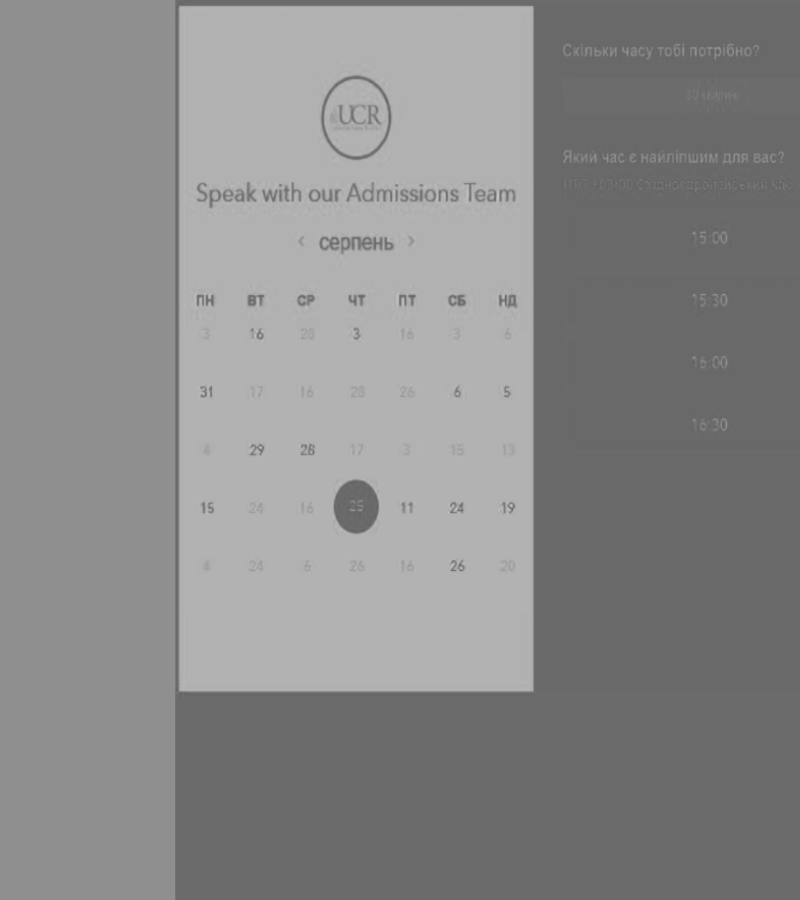 UCR
Speak with our Admissions Team
‹ серпень ›
ПН ВТ СР ЧТ ПТ СБ НД
3 16 28 3 16 3 6
31 17 16 28 26 6 5
4 29 28 17 3 15 13
15 24 16 25 11 24 19
4 24 6 26 16 26 20
Скільки часу тобі потрібно?
30 хвилин
Який час є найліпшим для вас?
UTC +03:00 Східноєвропейський час
15:00
15:30
16:00
16:30